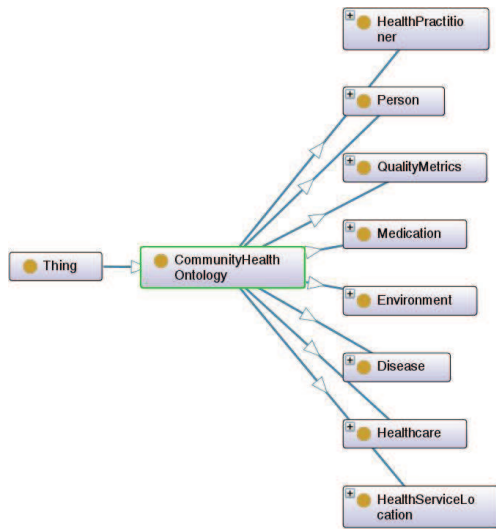 HealthPractitio
ner
Person
QualityMetrics
Medication
Thing
CommunityHealth
Ontology
Environment
Disease
Healthcare
HealthServiceLo
cation